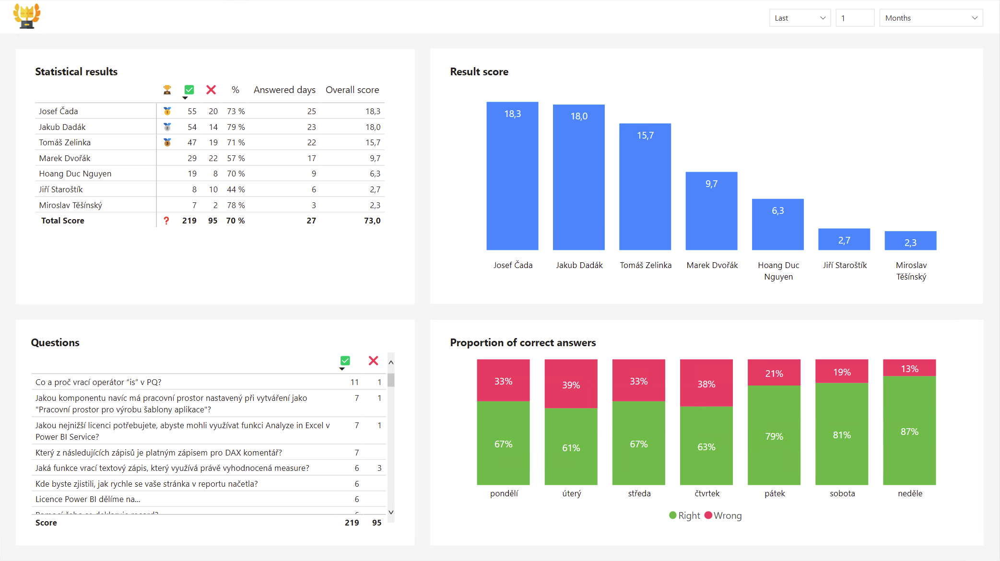 Last 1 Months
Statistical results
% Answered days Overall score
Josef Čada 1 55 20 73 % 25 18,3
Jakub Dadák 2 54 14 79 % 23 18,0
Tomáš Zelinka 3 47 19 71 % 22 15,7
Marek Dvořák 29 22 57 % 17 9,7
Hoang Duc Nguyen 19 8 70 % 9 6,3
Jiří Staroštík 8 10 44 % 6 2,7
Miroslav Těšínský 7 2 78 % 3 2,3
Total Score ❓ 219 95 70 % 27 73,0
Result score
18,3 18,0 15,7 9,7 6,3 2,7 2,3
Josef Čada Jakub Dadák Tomáš Zelinka Marek Dvořák Hoang Duc Jiří Staroštík Miroslav
Nguyen Těšínský
Questions
Co a proč vrací operátor “is” v PQ? 11 1
Jakou komponentu navíc má pracovní prostor nastavený při vytváření jako 7 1
"Pracovní prostor pro výrobu šablony aplikace"?
Jakou nejnižší licenci potřebujete, abyste mohli využívat funkci Analyze in Excel v 7 1
Power BI Service?
Který z následujících zápisů je platným zápisem pro DAX komentář? 7
Jaká funkce vrací textový zápis, který využívá právě vyhodnocená measure? 6 3
Kde byste zjistili, jak rychle se vaše stránka v reportu načetla? 6
Licence Power BI dělíme na... 6
Score 219 95
Proportion of correct answers
33% 39% 33% 38% 21% 19% 13%
67% 61% 67% 63% 79% 81% 87%
pondělí úterý středa čtvrtek pátek sobota neděle
Right Wrong